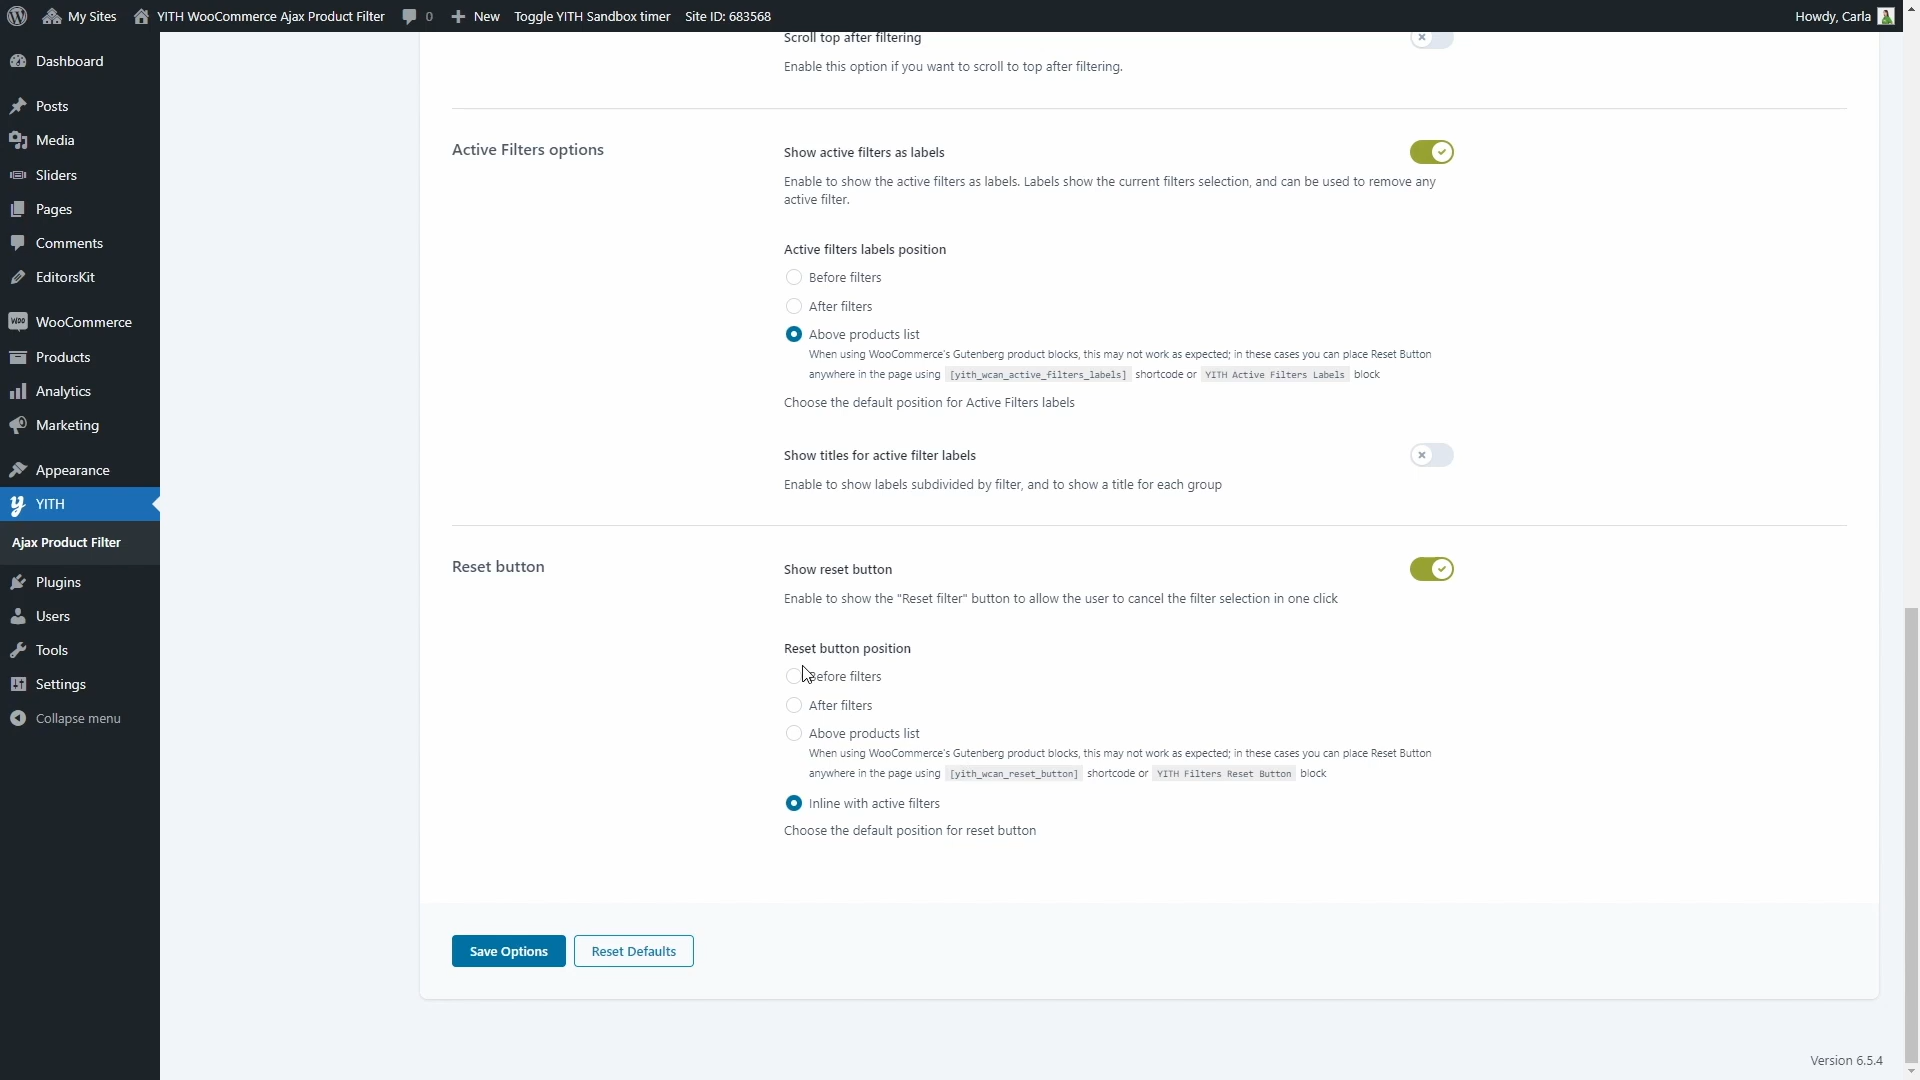 My Sites
YITH WooCommerce Ajax Product Filter
0
New
Toggle YITH Sandbox timer
Site ID: 683568
Howdy, Carla
Dashboard
Posts
Media
Sliders
Pages
Comments
EditorsKit
WooCommerce
Products
Analytics
Marketing
Appearance
YITH
Ajax Product Filter
Plugins
Users
Tools
Settings
Collapse menu
Scroll top after filtering
Enable this option if you want to scroll to top after filtering.
Active Filters options
Show active filters as labels
Enable to show the active filters as labels. Labels show the current filters selection, and can be used to remove any
active filter.
Active filters labels position
Before filters
After filters
Above products list
When using WooCommerce's Gutenberg product blocks, this may not work as expected; in these cases you can place Reset Button
anywhere in the page using [yith_wcan_active_filters_labels] shortcode or YITH Active Filters Labels block
Choose the default position for Active Filters labels
Show titles for active filter labels
Enable to show labels subdivided by filter, and to show a title for each group
Reset button
Show reset button
Enable to show the "Reset filter" button to allow the user to cancel the filter selection in one click
Reset button position
Before filters
After filters
Above products list
When using WooCommerce's Gutenberg product blocks, this may not work as expected; in these cases you can place Reset Button
anywhere in the page using [yith_wcan_reset_button] shortcode or YITH Filters Reset Button block
Inline with active filters
Choose the default position for reset button
Save Options
Reset Defaults
Version 6.5.4